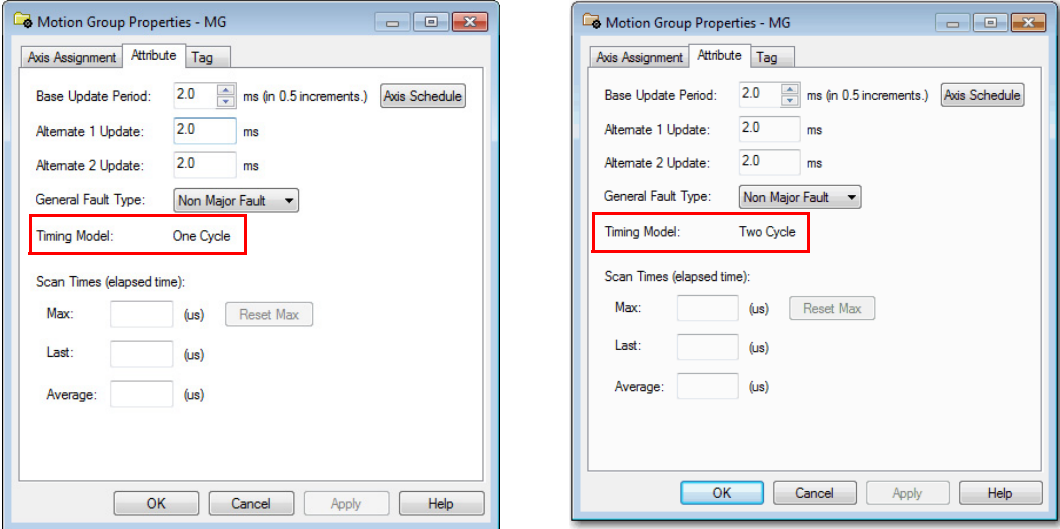 Motion Group Properties - MG
Axis Assignment Attribute Tag
Base Update Period: 2.0 ms (in 0.5 increments.) Axis Schedule
Alternate 1 Update: 2.0 ms
Alternate 2 Update: 2.0 ms
General Fault Type: Non Major Fault
Timing Model: One Cycle
Scan Times (elapsed time):
Max: (us) Reset Max
Last: (us)
Average: (us)
OK Cancel Apply Help
Motion Group Properties - MG
Axis Assignment Attribute Tag
Base Update Period: 2.0 ms (in 0.5 increments.) Axis Schedule
Alternate 1 Update: 2.0 ms
Alternate 2 Update: 2.0 ms
General Fault Type: Non Major Fault
Timing Model: Two Cycle
Scan Times (elapsed time):
Max: (us) Reset Max
Last: (us)
Average: (us)
OK Cancel Apply Help